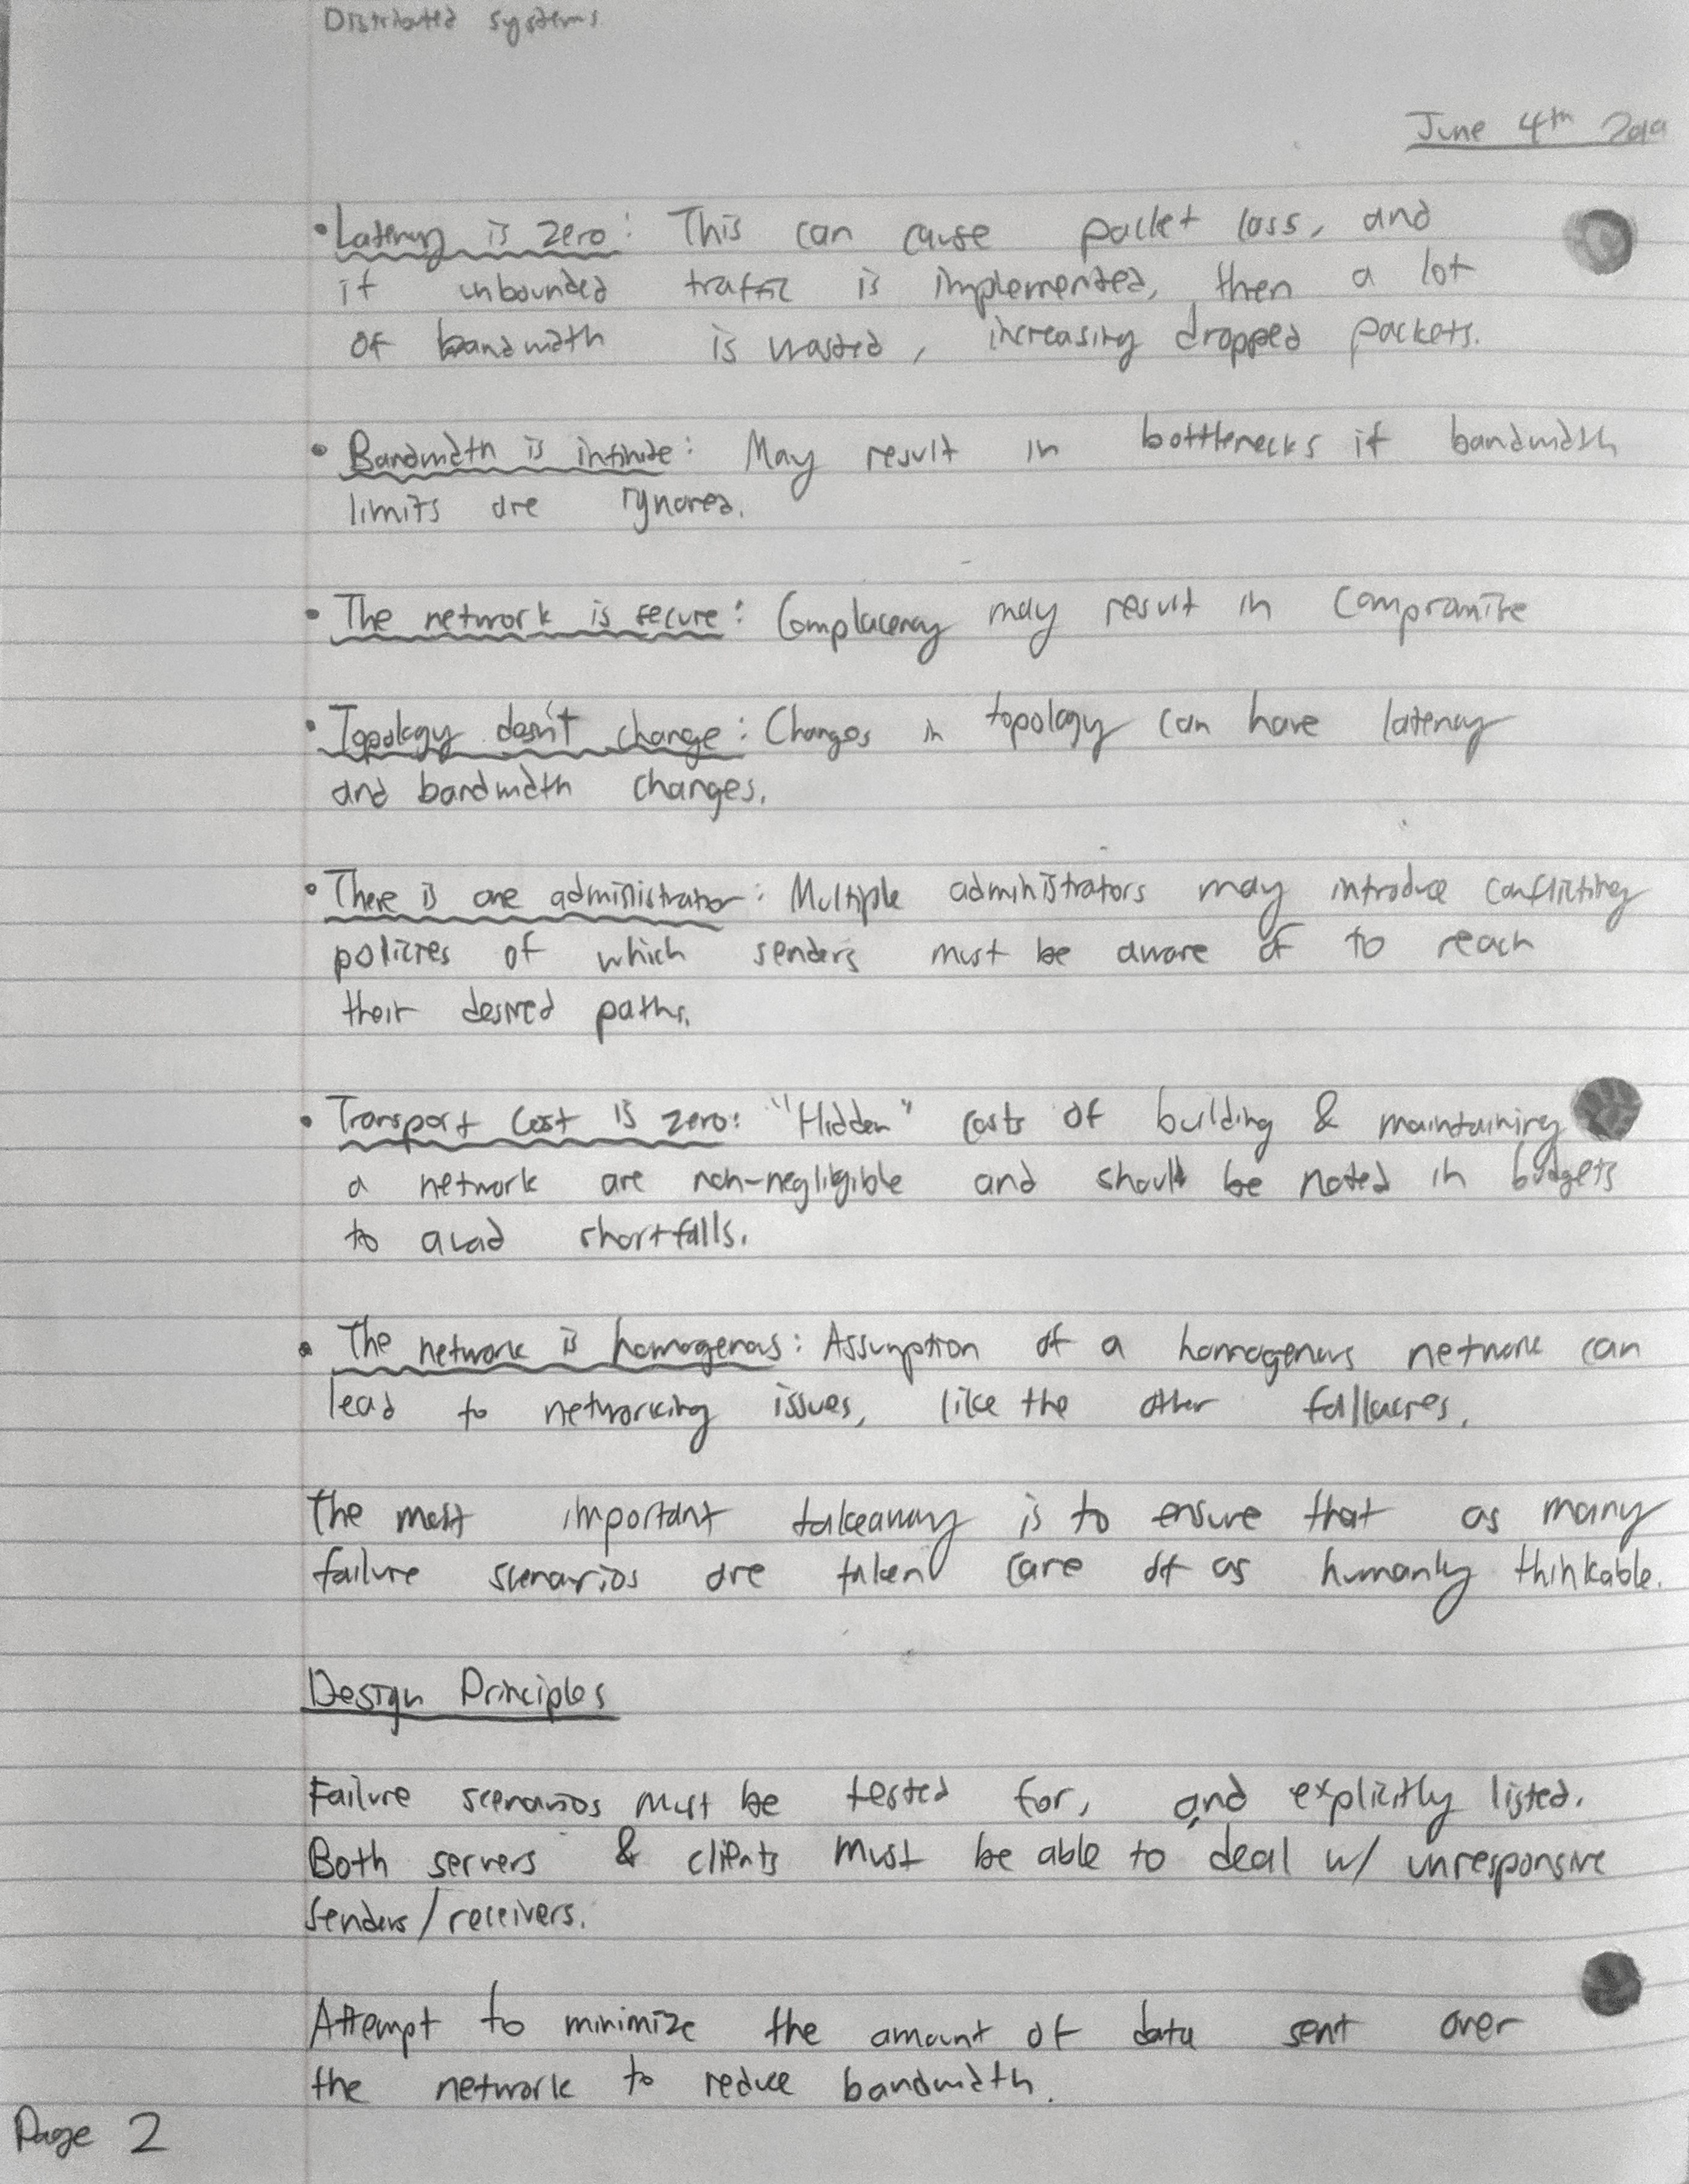 Distributed systems
June 4th
• Latency is zero: This can cause packet loss, and
if unbounded traffic is implemented, then a lot
of bandwidth is wasted, increasing dropped packets.
• Bandwidth is infinite: May result in bottlenecks if bandwidth
limits are ignored.
• The network is secure: Complacency may result in compromise
• Topology doesn't change: Changes in topology can have latency
and bandwidth changes.
• There is one administrator: Multiple administrators may introduce conflicting
policies of which senders must be aware of to reach
their desired paths.
• Transport cost is zero: "Hidden" costs of building & maintaining
a network are non-negligible and should be noted in budgets
to avoid shortfalls.
• The network is homogenous: Assumption of a homogenous network can
lead to networking issues, like the other fallacies.
The most important takeaway is to ensure that as many
failure scenarios are taken care of as humanly thinkable.
Design Principles
Failure scenarios must be tested for, and explicitly listed.
Both servers & clients must be able to deal w/ unresponsive
senders/receivers.
Attempt to minimize the amount of data sent over
the network to reduce bandwidth.
Page 2